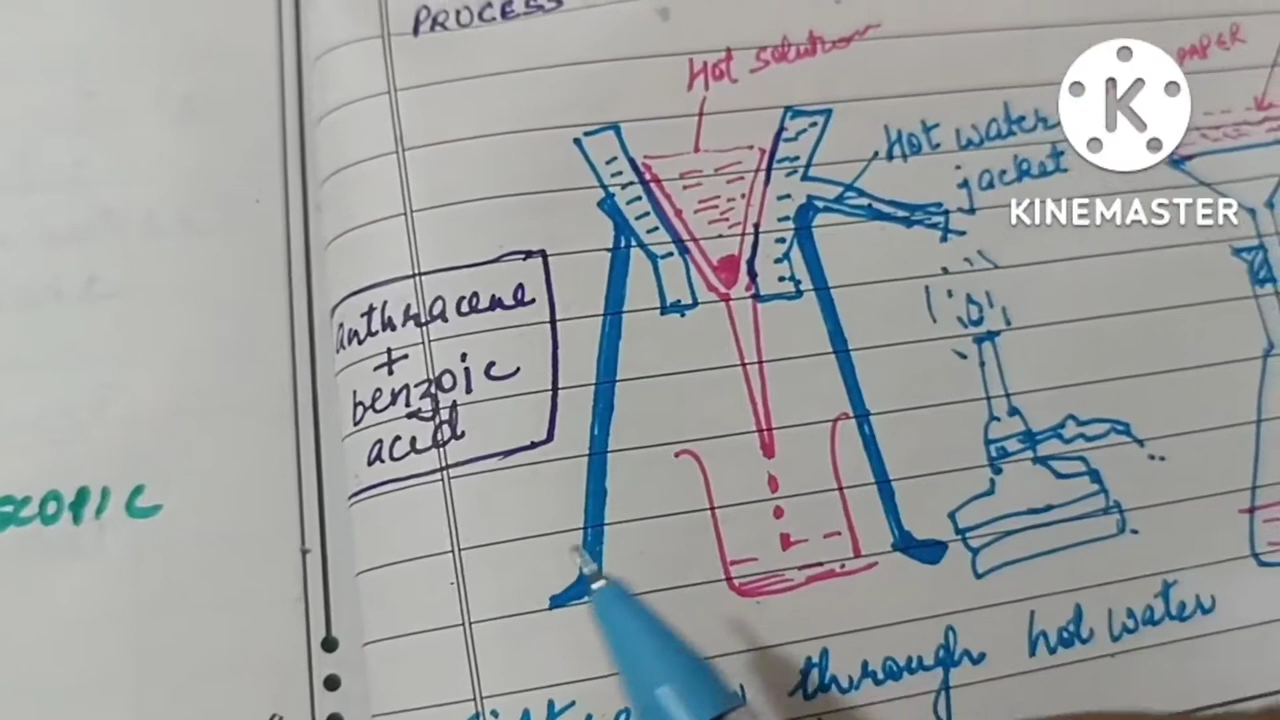 PROCESS
Hot solution
PAPER
Hot water
jacket
KINEMASTER
anthracene
+
benzoic
acid
through hot water